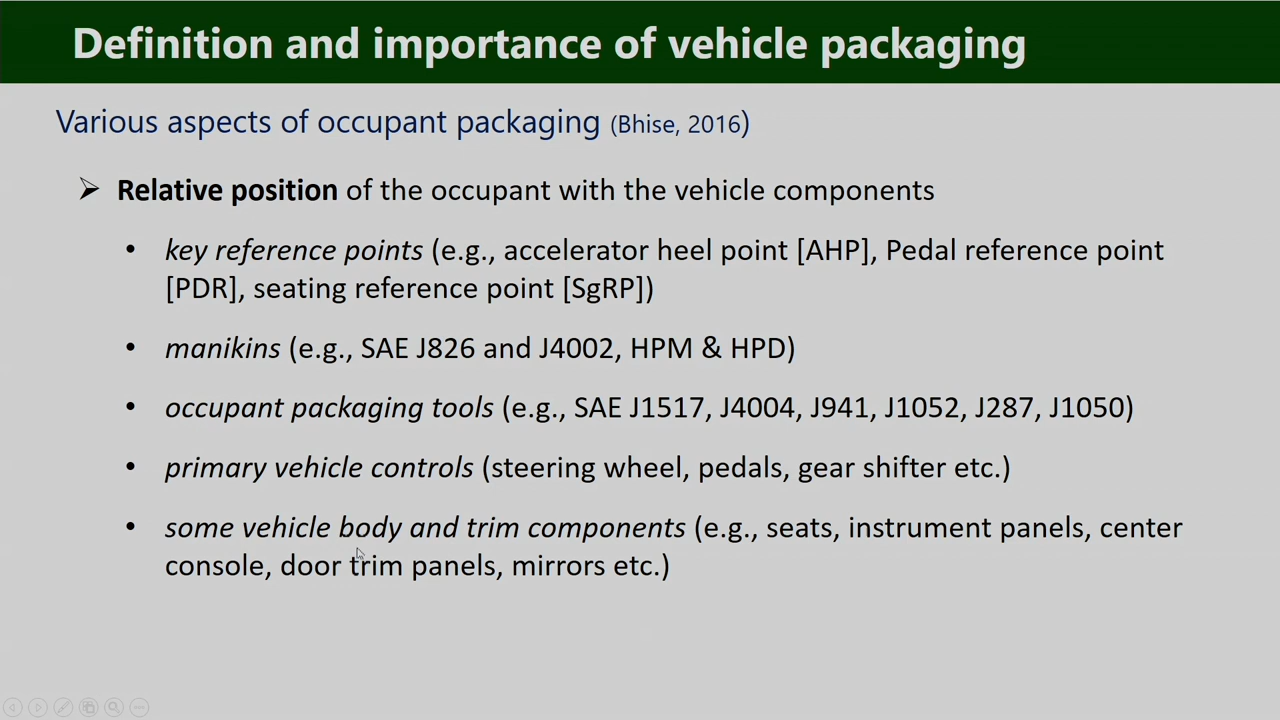 Definition and importance of vehicle packaging
Various aspects of occupant packaging (Bhise, 2016)
Relative position of the occupant with the vehicle components
key reference points (e.g., accelerator heel point [AHP], Pedal reference point
[PDR], seating reference point [SgRP])
manikins (e.g., SAE J826 and J4002, HPM & HPD)
occupant packaging tools (e.g., SAE J1517, J4004, J941, J1052, J287, J1050)
primary vehicle controls (steering wheel, pedals, gear shifter etc.)
some vehicle body and trim components (e.g., seats, instrument panels, center
console, door trim panels, mirrors etc.)